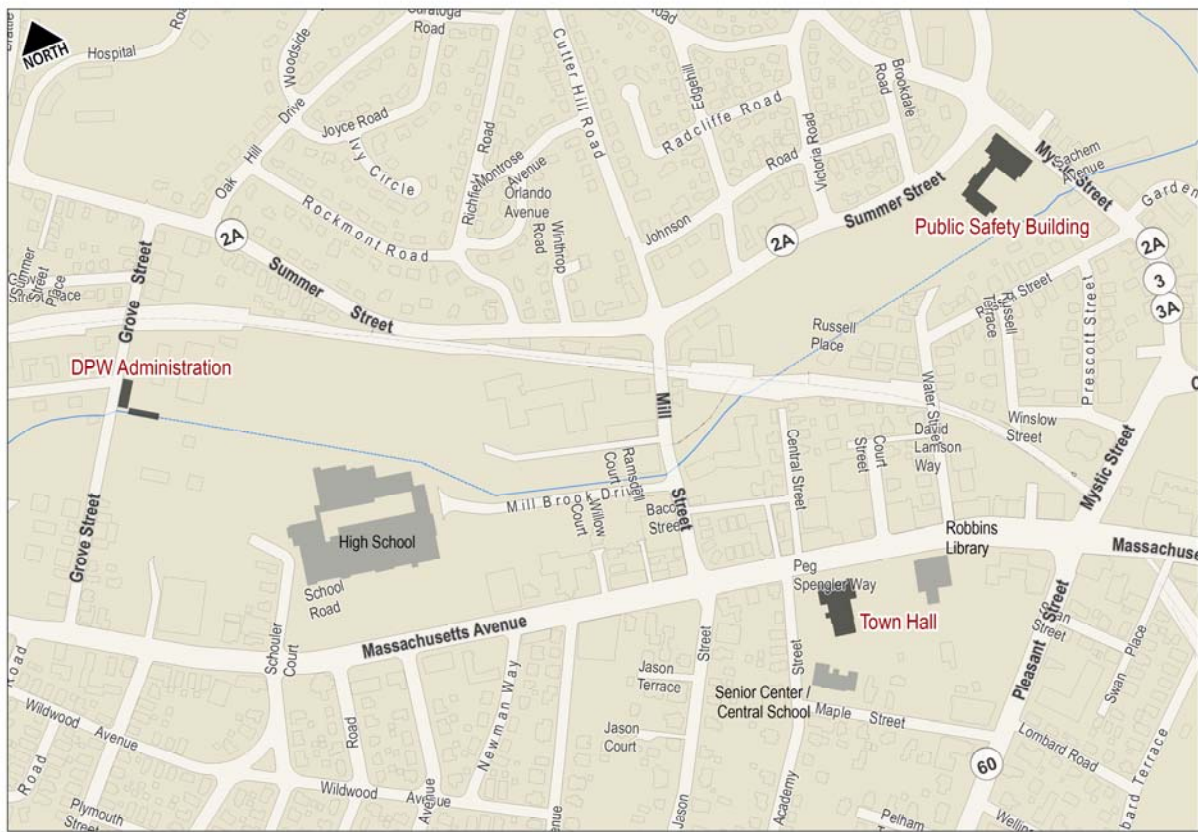 NORTH
Hospital
Woodside
Road
Drive
Joyce Road
Ivy Circle
Oak
Hill
Rockmont Road
Richfield
Road
Montrose
Avenue
Orlando
Avenue
Winthrop
Road
Cutter Hill Road
Edgehill
Radcliffe Road
Johnson
Road
Victoria Road
Brookdale
Road
Summer Street
2A
Public Safety Building
Mystic Street
Sachem
Avenue
Garden
2A
3
3A
2A
Summer
Street
Summer
Street
Place
Street Place
Grove
Street
DPW Administration
Grove Street
Russell
Place
Russell
Terrace
Street
Prescott Street
Winslow
Street
Water Street
David
Lamson
Way
Court
Street
Central Street
Mill
Street
Ramsdell
Court
Willow
Court
Mill Brook Drive
Bacon
Street
High School
School
Road
Schouler
Court
Massachusetts Avenue
Mystic Street
Robbins
Library
Massachuse
Peg
Spengler Way
Town Hall
Pleasant
Street
Street
Swan
Place
Senior Center /
Central School
Maple
Street
Academy
Street
Jason
Terrace
Jason
Court
Jason
Street
Newman Way
Road
Avenue
Wildwood
Avenue
Wildwood
Avenue
Road
Road
Plymouth
Street
60
Lombard Road
bard Terrace
Pelham